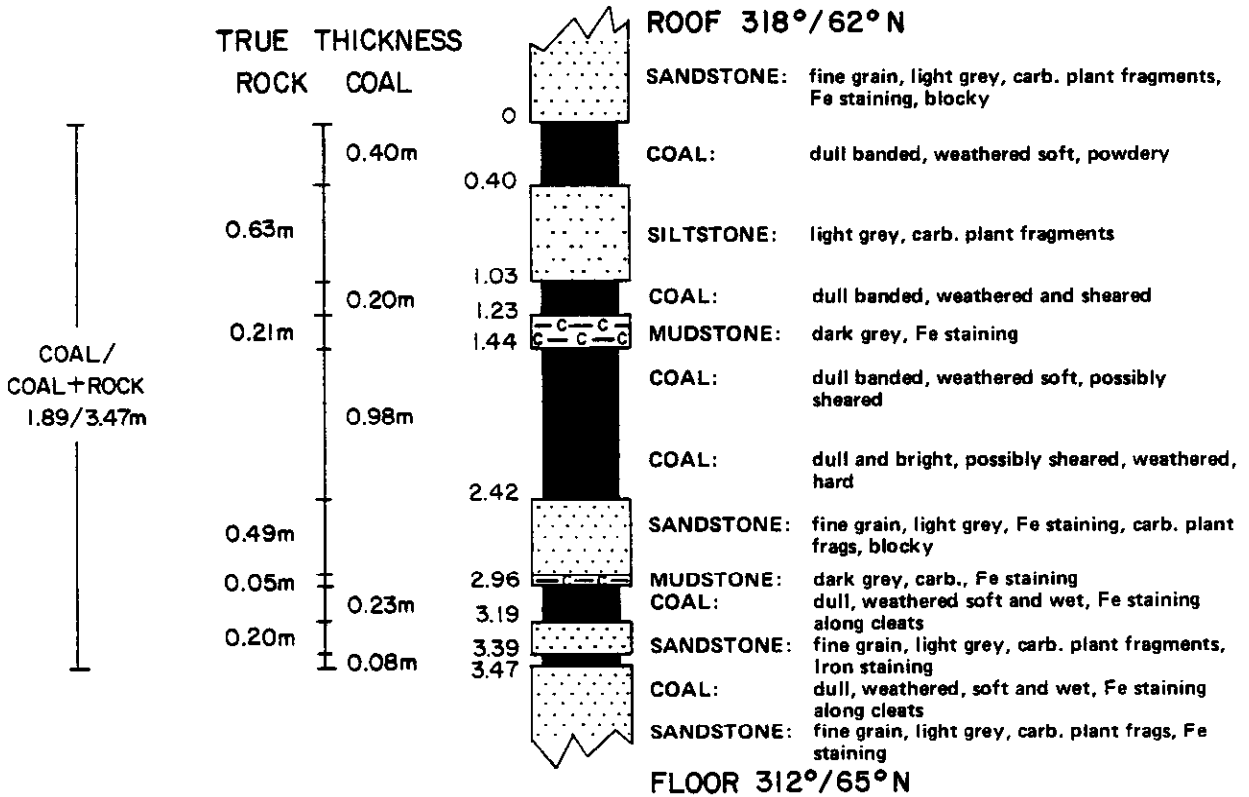 ROOF 318°/62°N
TRUE THICKNESS
ROCK COAL
SANDSTONE: fine grain, light grey, carb. plant fragments,
Fe staining, blocky
0
0.40m
COAL: dull banded, weathered soft, powdery
0.40
0.63m
SILTSTONE: light grey, carb. plant fragments
1.03
0.20m
COAL: dull banded, weathered and sheared
1.23
0.21m
C C
C C C
MUDSTONE: dark grey, Fe staining
1.44
COAL/
COAL+ROCK
1.89/3.47m
COAL: dull banded, weathered soft, possibly
sheared
0.98m
COAL: dull and bright, possibly sheared, weathered,
hard
2.42
0.49m
SANDSTONE: fine grain, light grey, Fe staining, carb. plant
frags, blocky
0.05m
2.96
C C
MUDSTONE: dark grey, carb., Fe staining
0.23m
COAL: dull, weathered soft and wet, Fe staining
along cleats
3.19
0.20m
3.39
SANDSTONE: fine grain, light grey, carb. plant fragments,
Iron staining
0.08m
3.47
COAL: dull, weathered, soft and wet, Fe staining
along cleats
SANDSTONE: fine grain, light grey, carb. plant frags, Fe
staining
FLOOR 312°/65°N